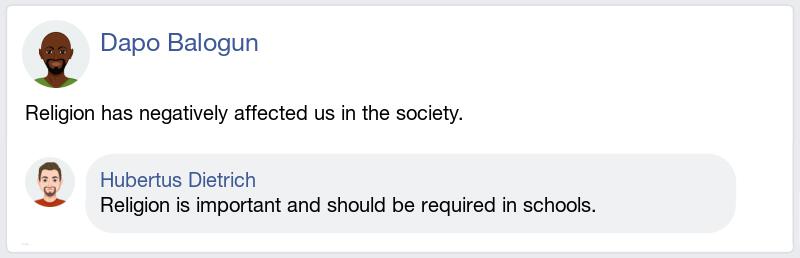 Dapo Balogun
Religion has negatively affected us in the society.
Hubertus Dietrich
Religion is important and should be required in schools.